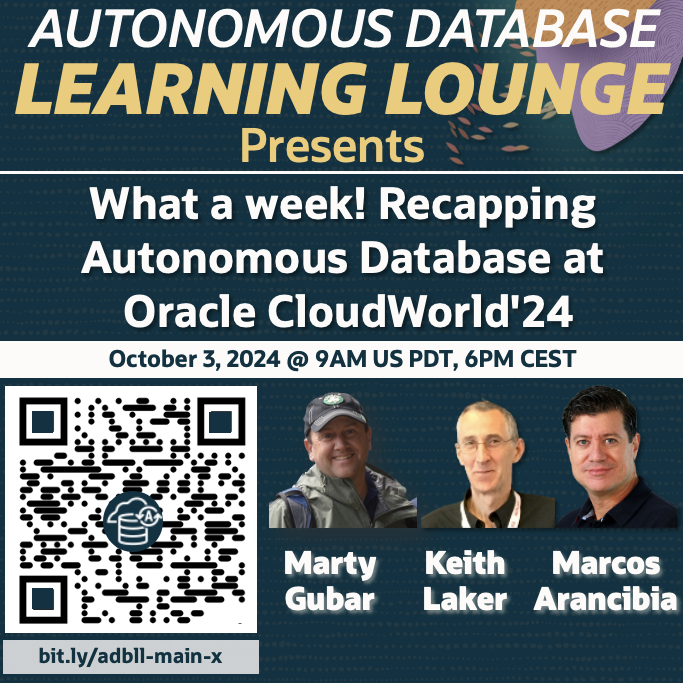 AUTONOMOUS DATABASE
LEARNING LOUNGE
Presents
What a week! Recapping
Autonomous Database at
Oracle CloudWorld'24
October 3, 2024 @ 9AM US PDT, 6PM CEST
A
Marty
Gubar
Keith
Laker
Marcos
Arancibia
bit.ly/adbll-main-x